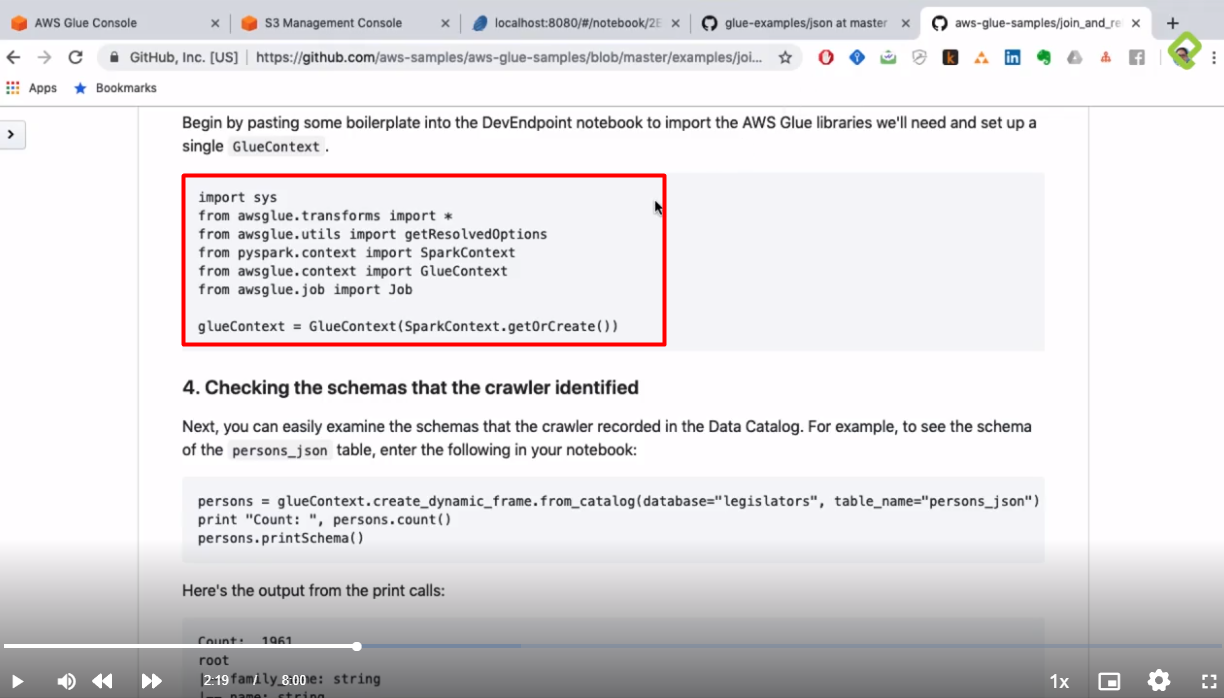 AWS Glue Console
S3 Management Console
localhost:8080/#/notebook/2E
glue-examples/json at master
aws-glue-samples/join_and_re
GitHub, Inc. [US] | https://github.com/aws-samples/aws-glue-samples/blob/master/examples/joi...
Apps
Bookmarks
Begin by pasting some boilerplate into the DevEndpoint notebook to import the AWS Glue libraries we'll need and set up a
single GlueContext .
import sys
from awsglue.transforms import *
from awsglue.utils import getResolvedOptions
from pyspark.context import SparkContext
from awsglue.context import GlueContext
from awsglue.job import Job
glueContext = GlueContext(SparkContext.getOrCreate())
4. Checking the schemas that the crawler identified
Next, you can easily examine the schemas that the crawler recorded in the Data Catalog. For example, to see the schema
of the persons_json table, enter the following in your notebook:
persons = glueContext.create_dynamic_frame.from_catalog(database="legislators", table_name="persons_json")
print "Count: ", persons.count()
persons.printSchema()
Here's the output from the print calls:
Count: 1961
root
|-- family_name: string
|-- name: string
2:19 / 8:00
1x